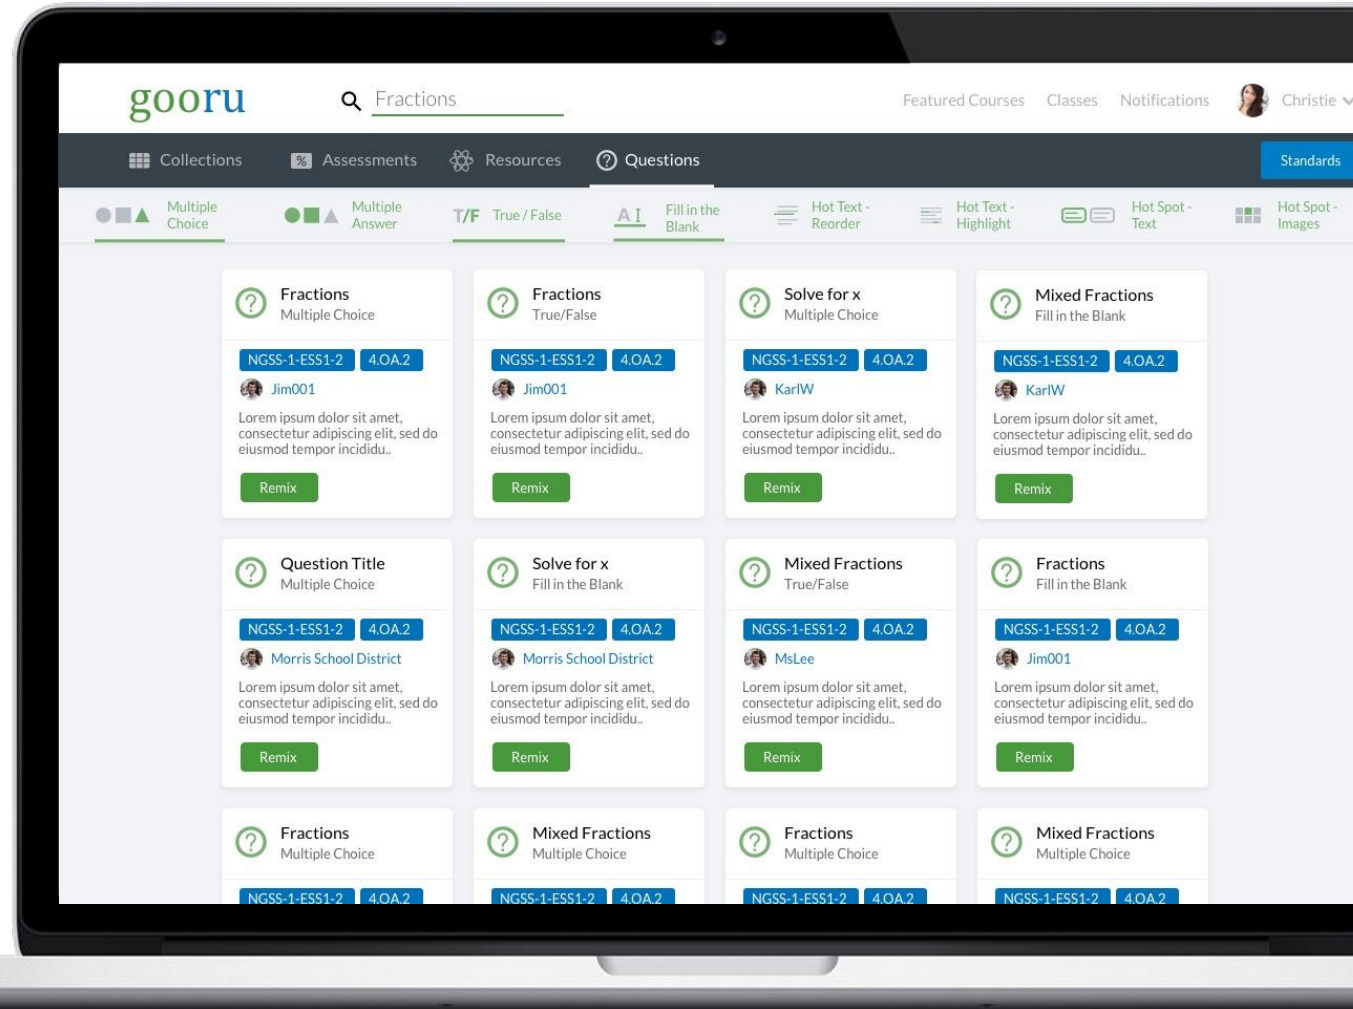 gooru
Fractions
Featured Courses Classes Notifications Christie
Collections % Assessments Resources ? Questions Standards
Multiple
Choice
Multiple
Answer
T/F True / False
A I Fill in the
Blank
Hot Text -
Reorder
Hot Text -
Highlight
Hot Spot -
Text
Hot Spot -
Images
? Fractions
Multiple Choice
NGSS-1-ESS1-2 4.OA.2
Jim001
Lorem ipsum dolor sit amet,
consectetur adipiscing elit, sed do
eiusmod tempor incididu..
Remix
? Fractions
True/False
NGSS-1-ESS1-2 4.OA.2
Jim001
Lorem ipsum dolor sit amet,
consectetur adipiscing elit, sed do
eiusmod tempor incididu..
Remix
? Solve for x
Multiple Choice
NGSS-1-ESS1-2 4.OA.2
KarlW
Lorem ipsum dolor sit amet,
consectetur adipiscing elit, sed do
eiusmod tempor incididu..
Remix
? Mixed Fractions
Fill in the Blank
NGSS-1-ESS1-2 4.OA.2
KarlW
Lorem ipsum dolor sit amet,
consectetur adipiscing elit, sed do
eiusmod tempor incididu..
Remix
? Question Title
Multiple Choice
NGSS-1-ESS1-2 4.OA.2
Morris School District
Lorem ipsum dolor sit amet,
consectetur adipiscing elit, sed do
eiusmod tempor incididu..
Remix
? Solve for x
Fill in the Blank
NGSS-1-ESS1-2 4.OA.2
Morris School District
Lorem ipsum dolor sit amet,
consectetur adipiscing elit, sed do
eiusmod tempor incididu..
Remix
? Mixed Fractions
True/False
NGSS-1-ESS1-2 4.OA.2
MsLee
Lorem ipsum dolor sit amet,
consectetur adipiscing elit, sed do
eiusmod tempor incididu..
Remix
? Fractions
Fill in the Blank
NGSS-1-ESS1-2 4.OA.2
Jim001
Lorem ipsum dolor sit amet,
consectetur adipiscing elit, sed do
eiusmod tempor incididu..
Remix
? Fractions
Multiple Choice
NGSS-1-ESS1-2 4.OA.2
? Mixed Fractions
Multiple Choice
NGSS-1-ESS1-2 4.OA.2
? Fractions
Multiple Choice
NGSS-1-ESS1-2 4.OA.2
? Mixed Fractions
Multiple Choice
NGSS-1-ESS1-2 4.OA.2